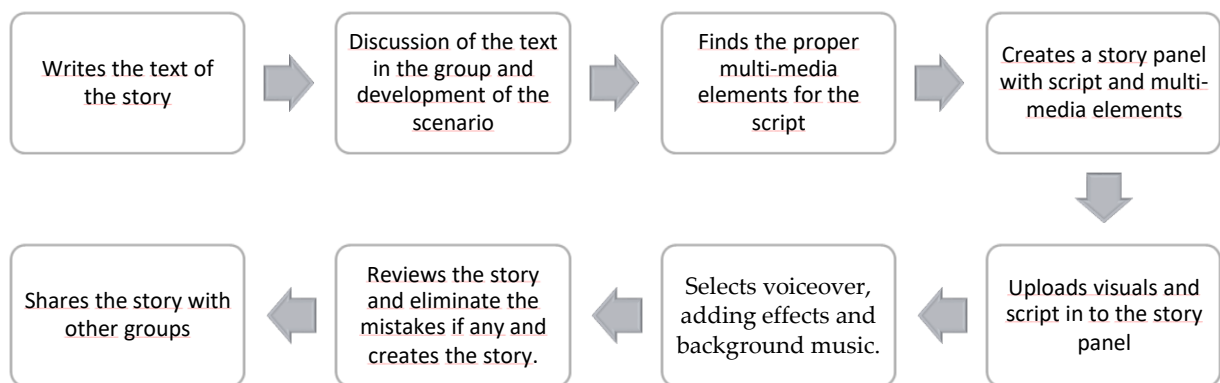 Writes the text of
the story
Discussion of the text
in the group and
development of the
scenario
Finds the proper
multi-media
elements for the
script
Creates a story panel
with script and multi-
media elements
Uploads visuals and
script in to the story
panel
Selects voiceover,
adding effects and
background music.
Reviews the story
and eliminate the
mistakes if any and
creates the story.
Shares the story with
other groups